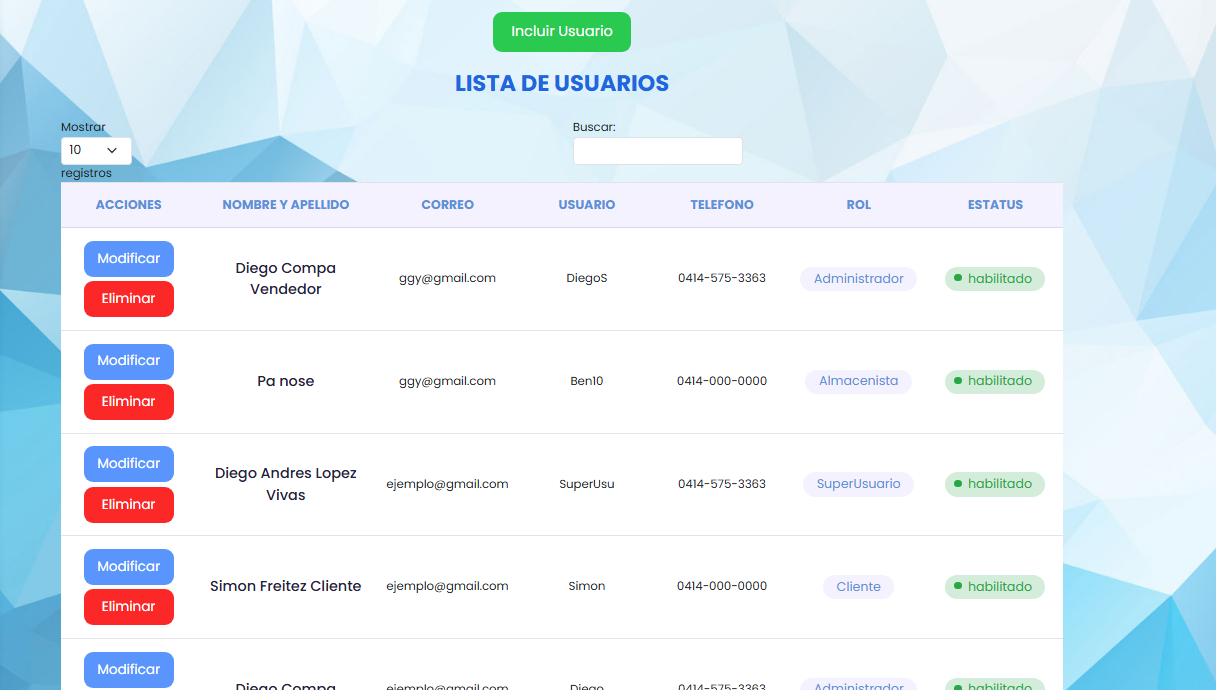 Incluir Usuario
LISTA DE USUARIOS
Mostrar
10
registros
Buscar:
ACCIONES NOMBRE Y APELLIDO CORREO USUARIO TELEFONO ROL ESTATUS
Modificar
Eliminar
Diego Compa
Vendedor
ggy@gmail.com DiegoS 0414-575-3363 Administrador habilitado
Modificar
Eliminar
Pa nose ggy@gmail.com Ben10 0414-000-0000 Almacenista habilitado
Modificar
Eliminar
Diego Andres Lopez
Vivas
ejemplo@gmail.com SuperUsu 0414-575-3363 SuperUsuario habilitado
Modificar
Eliminar
Simon Freitez Cliente ejemplo@gmail.com Simon 0414-000-0000 Cliente habilitado
Modificar
Diego Compa ejemplo@gmail.com Diego 0414-575-3363 Administrador habilitado